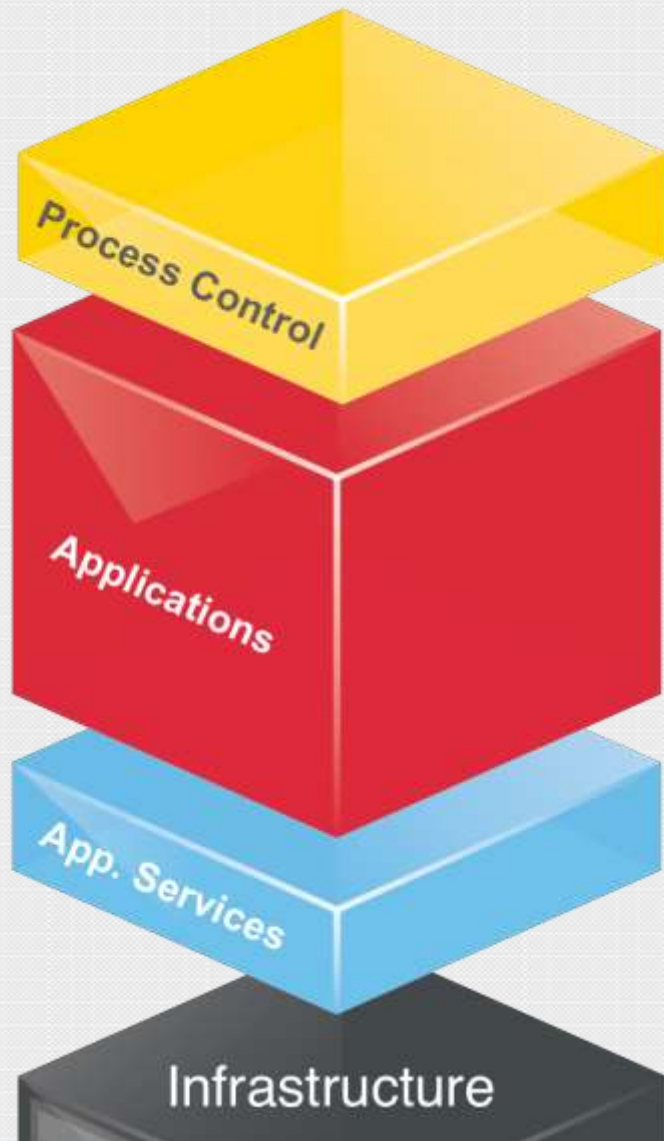 Process Control
Applications
App. Services
Infrastructure